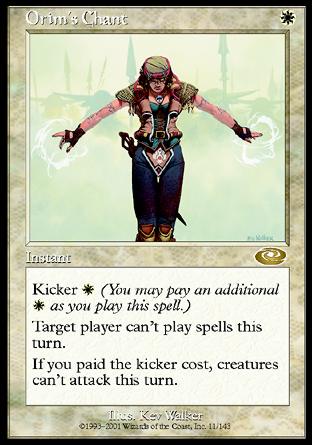 Orim's Chant
KEV WALKER
Instant
Kicker (You may pay an additional
as you play this spell.)
Target player can't play spells this
turn.
If you paid the kicker cost, creatures
can't attack this turn.
Illus. Kev Walker
©1993–2001 Wizards of the Coast, Inc. 11/143